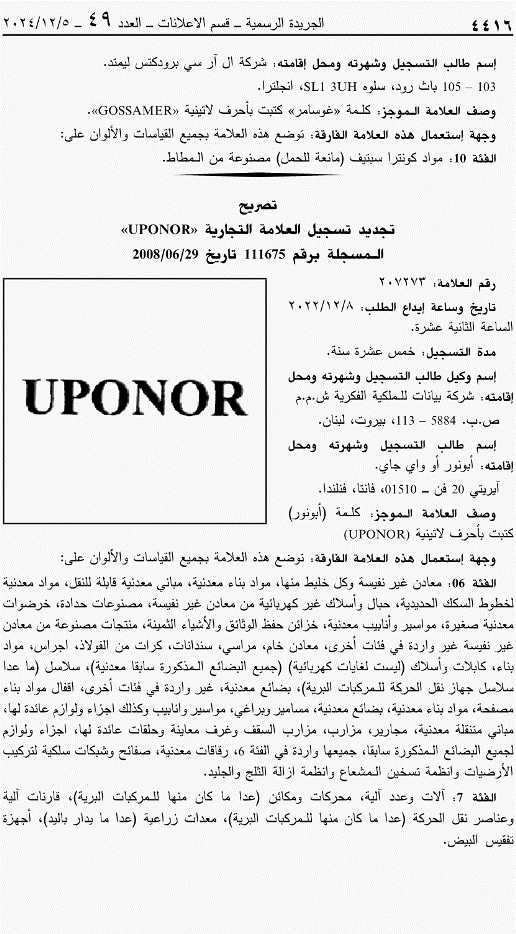 ٤٤١٦
الجريدة الرسمية – قسم الاعلانات – العدد ٤٩ – ٢٠٢٤/١٢/٥
إسم طالب التسجيل وشهرته ومحل إقامته: شركة ال آر سي برودكتس ليمتد.
103 – 105 باث رود، سلوه SL1 3UH، انجلترا.
وصف العلامة الموجز: كلمة «غوسامر» كتبت بأحرف لاتينية «GOSSAMER».
وجهة إستعمال هذه العلامة الفارقة: توضع هذه العلامة بجميع القياسات والألوان على:
الفئة 10: مواد كونترا سبتيف (مانعة للحمل) مصنوعة من المطاط.
تصريح
تجديد تسجيل العلامة التجارية «UPONOR»
المسجلة برقم 111675 تاريخ 2008/06/29
رقم العلامة: ٢٠٧٢٧٣
تاريخ وساعة إيداع الطلب: ٢٠٢٢/١٢/٨
الساعة الثانية عشرة.
مدة التسجيل: خمس عشرة سنة.
إسم وكيل طالب التسجيل وشهرته ومحل
إقامته: شركة بيانات للملكية الفكرية ش.م.م
ص.ب. 5884 – 113، بيروت، لبنان.
إسم طالب التسجيل وشهرته ومحل
إقامته: أبونور أو واي جاي.
آيريتي 20 فن – 01510، فانتا، فنلندا.
وصف العلامة الموجز: كلمة (أبونور)
كتبت بأحرف لاتينية (UPONOR)
UPONOR
وجهة إستعمال هذه العلامة الفارقة: توضع هذه العلامة بجميع القياسات والألوان على:
الفئة 06: معادن غير نفيسة وكل خليط منها، مواد بناء معدنية، مباني معدنية قابلة للنقل، مواد معدنية
لخطوط السكك الحديدية، حبال وأسلاك غير كهربائية من معادن غير نفيسة، مصنوعات حدادة، خرضوات
معدنية صغيرة، مواسير وأنابيب معدنية، خزائن حفظ الوثائق والأشياء الثمينة، منتجات مصنوعة من معادن
غير نفيسة غير واردة في فئات أخرى، معادن خام، مراسي، سندانات، كرات من الفولاذ، اجراس، مواد
بناء، كابلات وأسلاك (ليست لغايات كهربائية) (جميع البضائع المذكورة سابقا معدنية)، سلاسل (ما عدا
سلاسل جهاز نقل الحركة للمركبات البرية)، بضائع معدنية، غير واردة في فئات أخرى، اقفال مواد بناء
مصفحة، مواد بناء معدنية، بضائع معدنية، مسامير وبراغي، مواسير وانابيب وكذلك اجزاء ولوازم عائدة لها،
مباني متنقلة معدنية، مجارير، مزارب، مزارب السقف وغرف معاينة وحلقات عائدة لها، اجزاء ولوازم
لجميع البضائع المذكورة سابقا، جميعها واردة في الفئة 6، رقاقات معدنية، صفائح وشبكات سلكية لتركيب
الأرضيات وانظمة تسخين المشعاع وانظمة ازالة الثلج والجليد.
الفئة 7: آلات وعدد آلية، محركات ومكائن (عدا ما كان منها للمركبات البرية)، قارنات آلية
وعناصر نقل الحركة (عدا ما كان منها للمركبات البرية)، معدات زراعية (عدا ما يدار باليد)، أجهزة
تفقيس البيض.